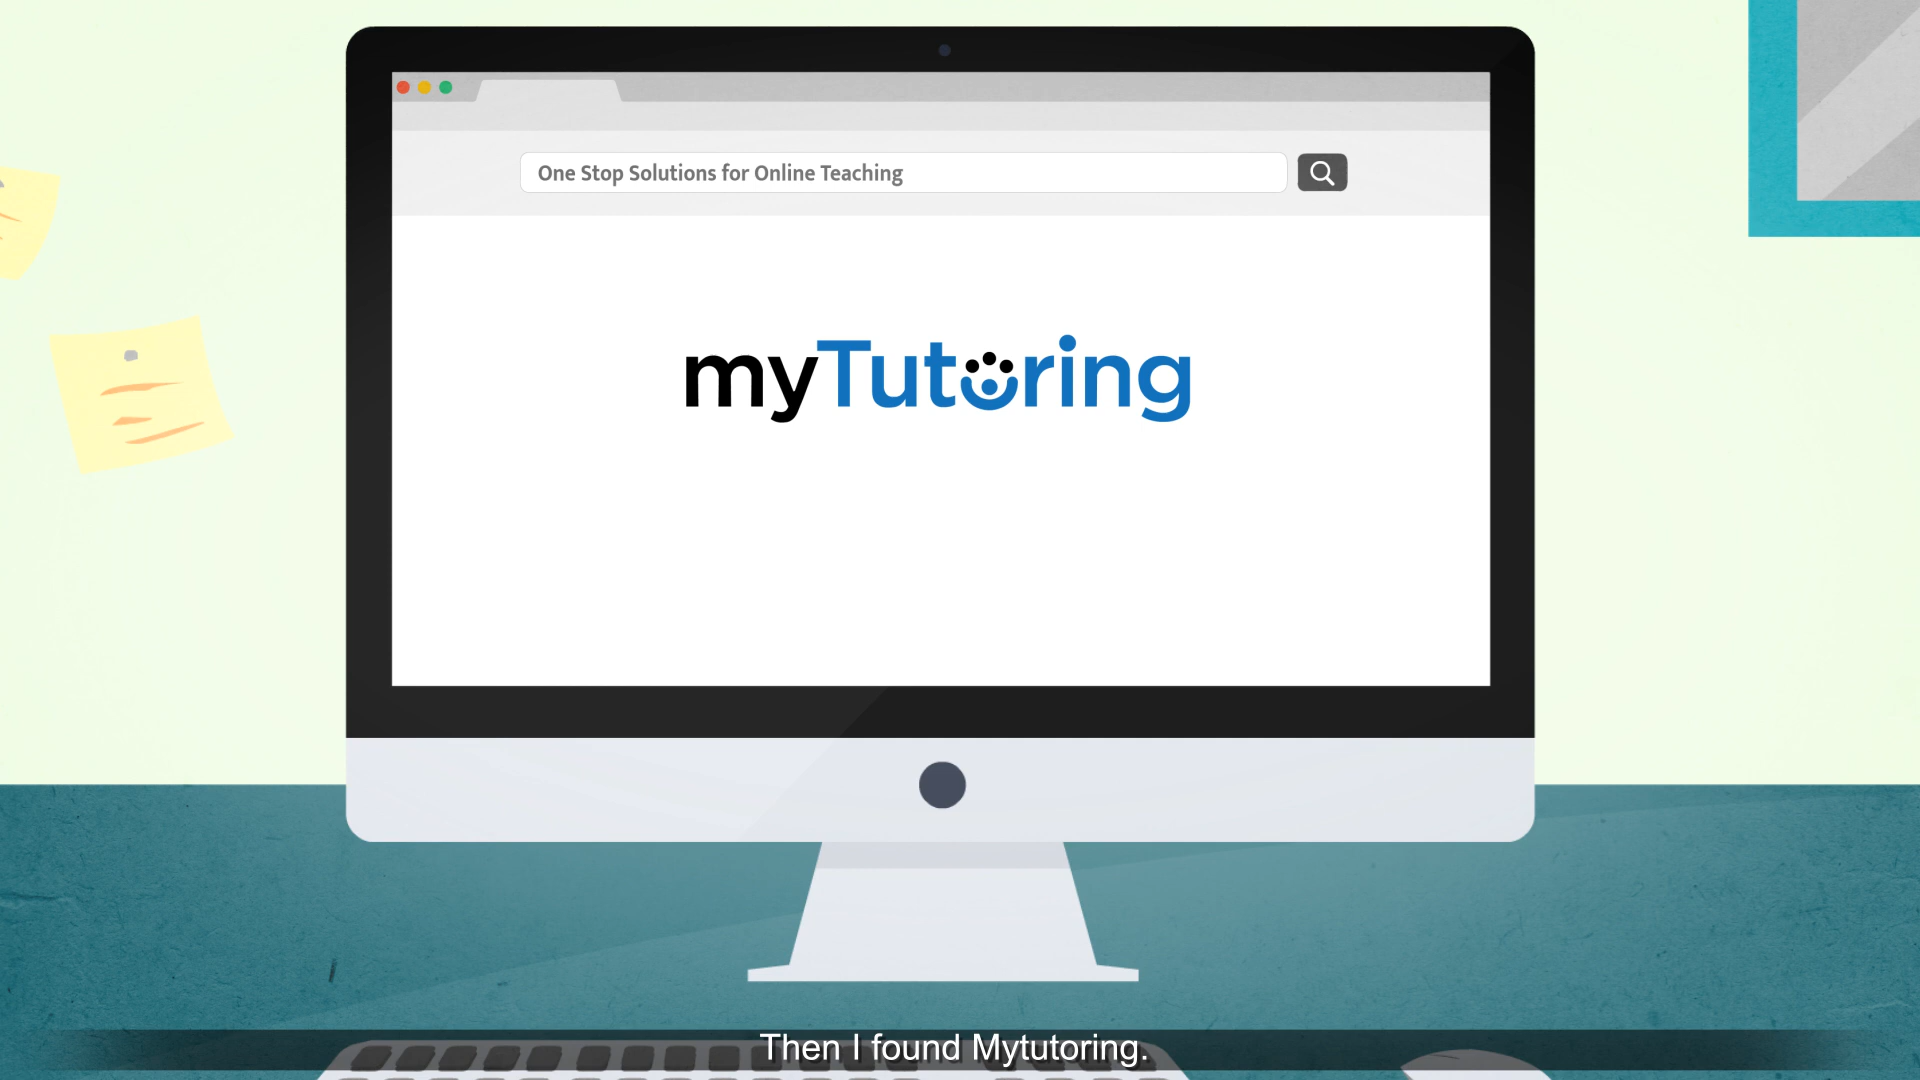 One Stop Solutions for Online Teaching
myTutoring
Then I found Mytutoring.